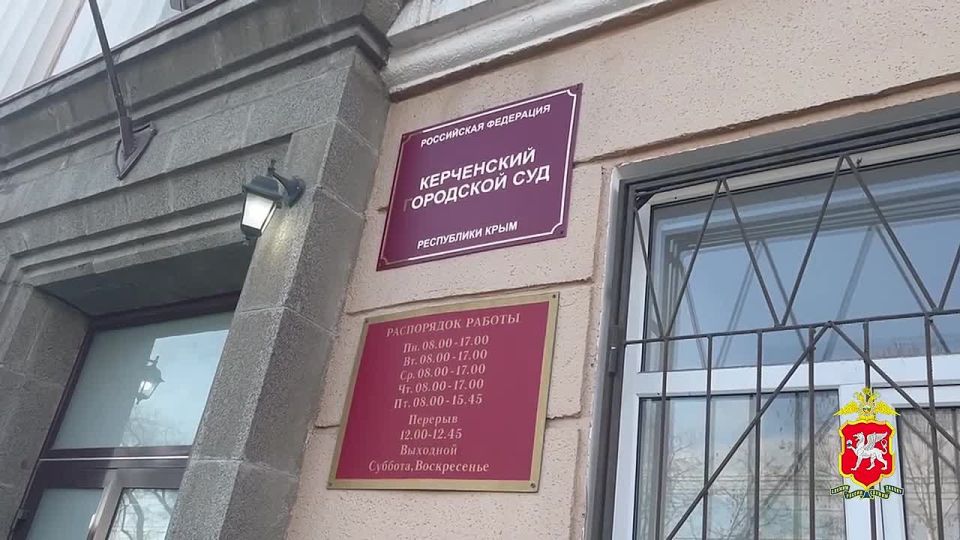 РОССИЙСКАЯ ФЕДЕРАЦИЯ
КЕРЧЕНСКИЙ
ГОРОДСКОЙ СУД
РЕСПУБЛИКИ КРЫМ
РАСПОРЯДОК РАБОТЫ
Пн. 08.00-17.00
Вт. 08.00-17.00
Ср. 08.00-17.00
Чт. 08.00-17.00
Пт. 08.00-15.45
Перерыв
12.00-12.45
Выходной
Суббота, Воскресенье